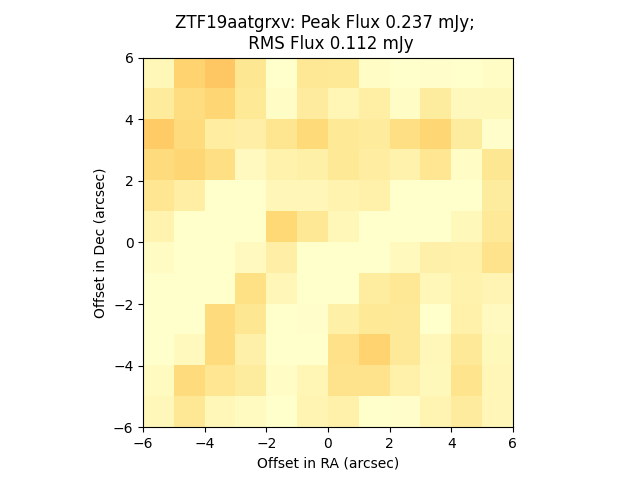 ZTF19aatgrxv: Peak Flux 0.237 mJy;
RMS Flux 0.112 mJy
6
4
2
0
−2
−4
−6
Offset in Dec (arcsec)
−6 −4 −2 0 2 4 6
Offset in RA (arcsec)